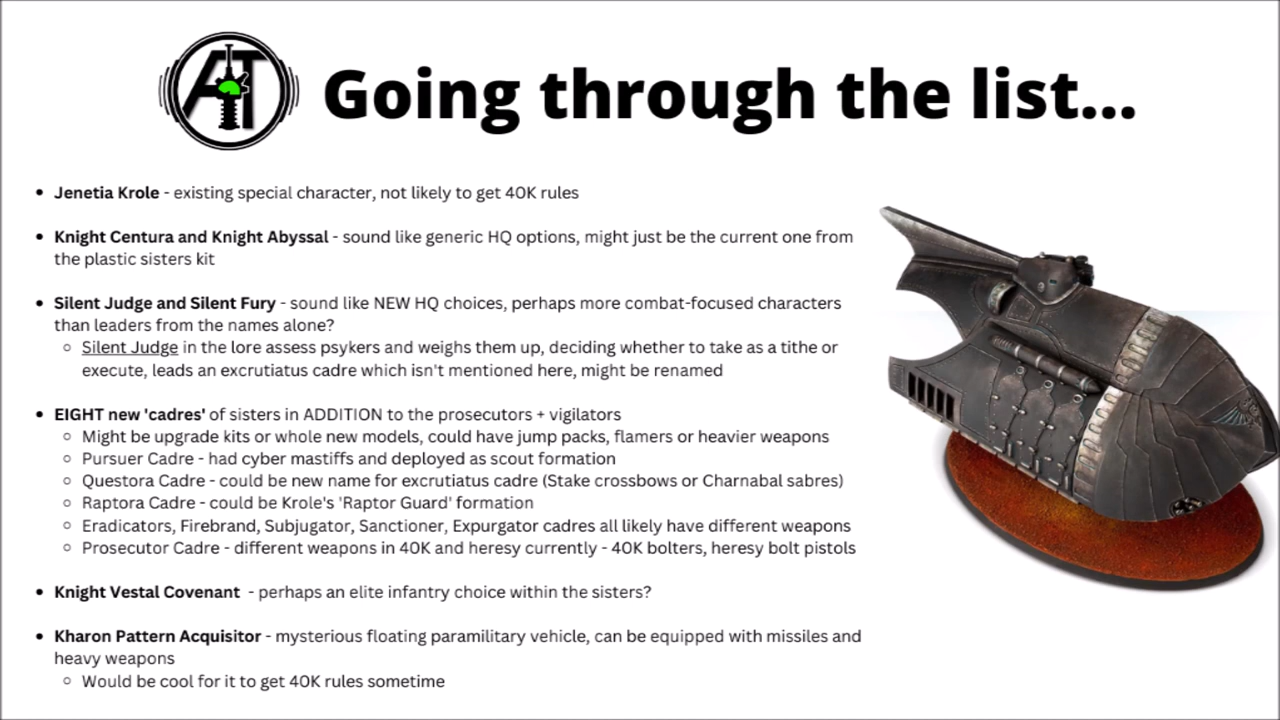 AT
Going through the list...
• Jenetia Krole - existing special character, not likely to get 40K rules
• Knight Centura and Knight Abyssal - sound like generic HQ options, might just be the current one from
the plastic sisters kit
• Silent Judge and Silent Fury - sound like NEW HQ choices, perhaps more combat-focused characters
than leaders from the names alone?
○ Silent Judge in the lore assess psykers and weighs them up, deciding whether to take as a tithe or
execute, leads an excrutiatus cadre which isn't mentioned here, might be renamed
• EIGHT new 'cadres' of sisters in ADDITION to the prosecutors + vigilators
○ Might be upgrade kits or whole new models, could have jump packs, flamers or heavier weapons
○ Pursuer Cadre - had cyber mastiffs and deployed as scout formation
○ Questora Cadre - could be new name for excrutiatus cadre (Stake crossbows or Charnabal sabres)
○ Raptora Cadre - could be Krole's 'Raptor Guard' formation
○ Eradicators, Firebrand, Subjugator, Sanctioner, Expurgator cadres all likely have different weapons
○ Prosecutor Cadre - different weapons in 40K and heresy currently - 40K bolters, heresy bolt pistols
• Knight Vestal Covenant - perhaps an elite infantry choice within the sisters?
• Kharon Pattern Acquisitor - mysterious floating paramilitary vehicle, can be equipped with missiles and
heavy weapons
○ Would be cool for it to get 40K rules sometime